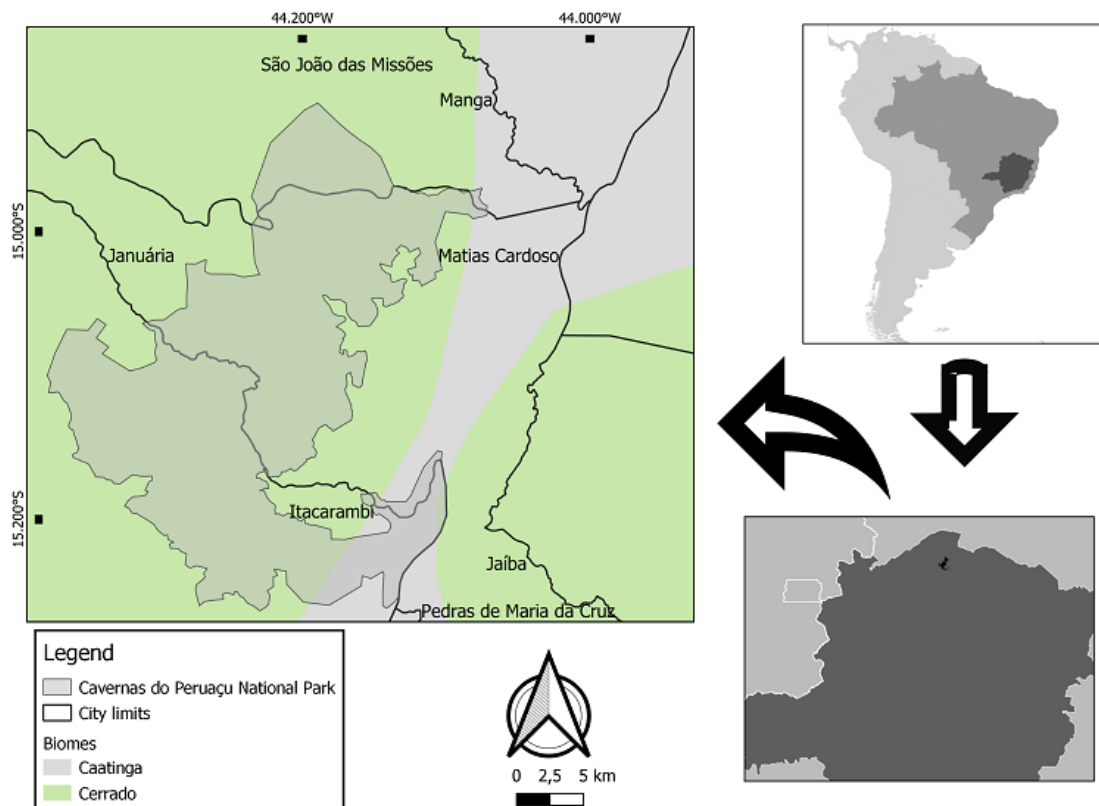 44.200°W
44.000°W
São João das Missões
Manga
15.000°S
Januária
Matias Cardoso
15.200°S
Itacarambi
Jaíba
Pedras de Maria da Cruz
Legend
Cavernas do Peruaçu National Park
City limits
Biomes
Caatinga
Cerrado
0 2,5 5 km